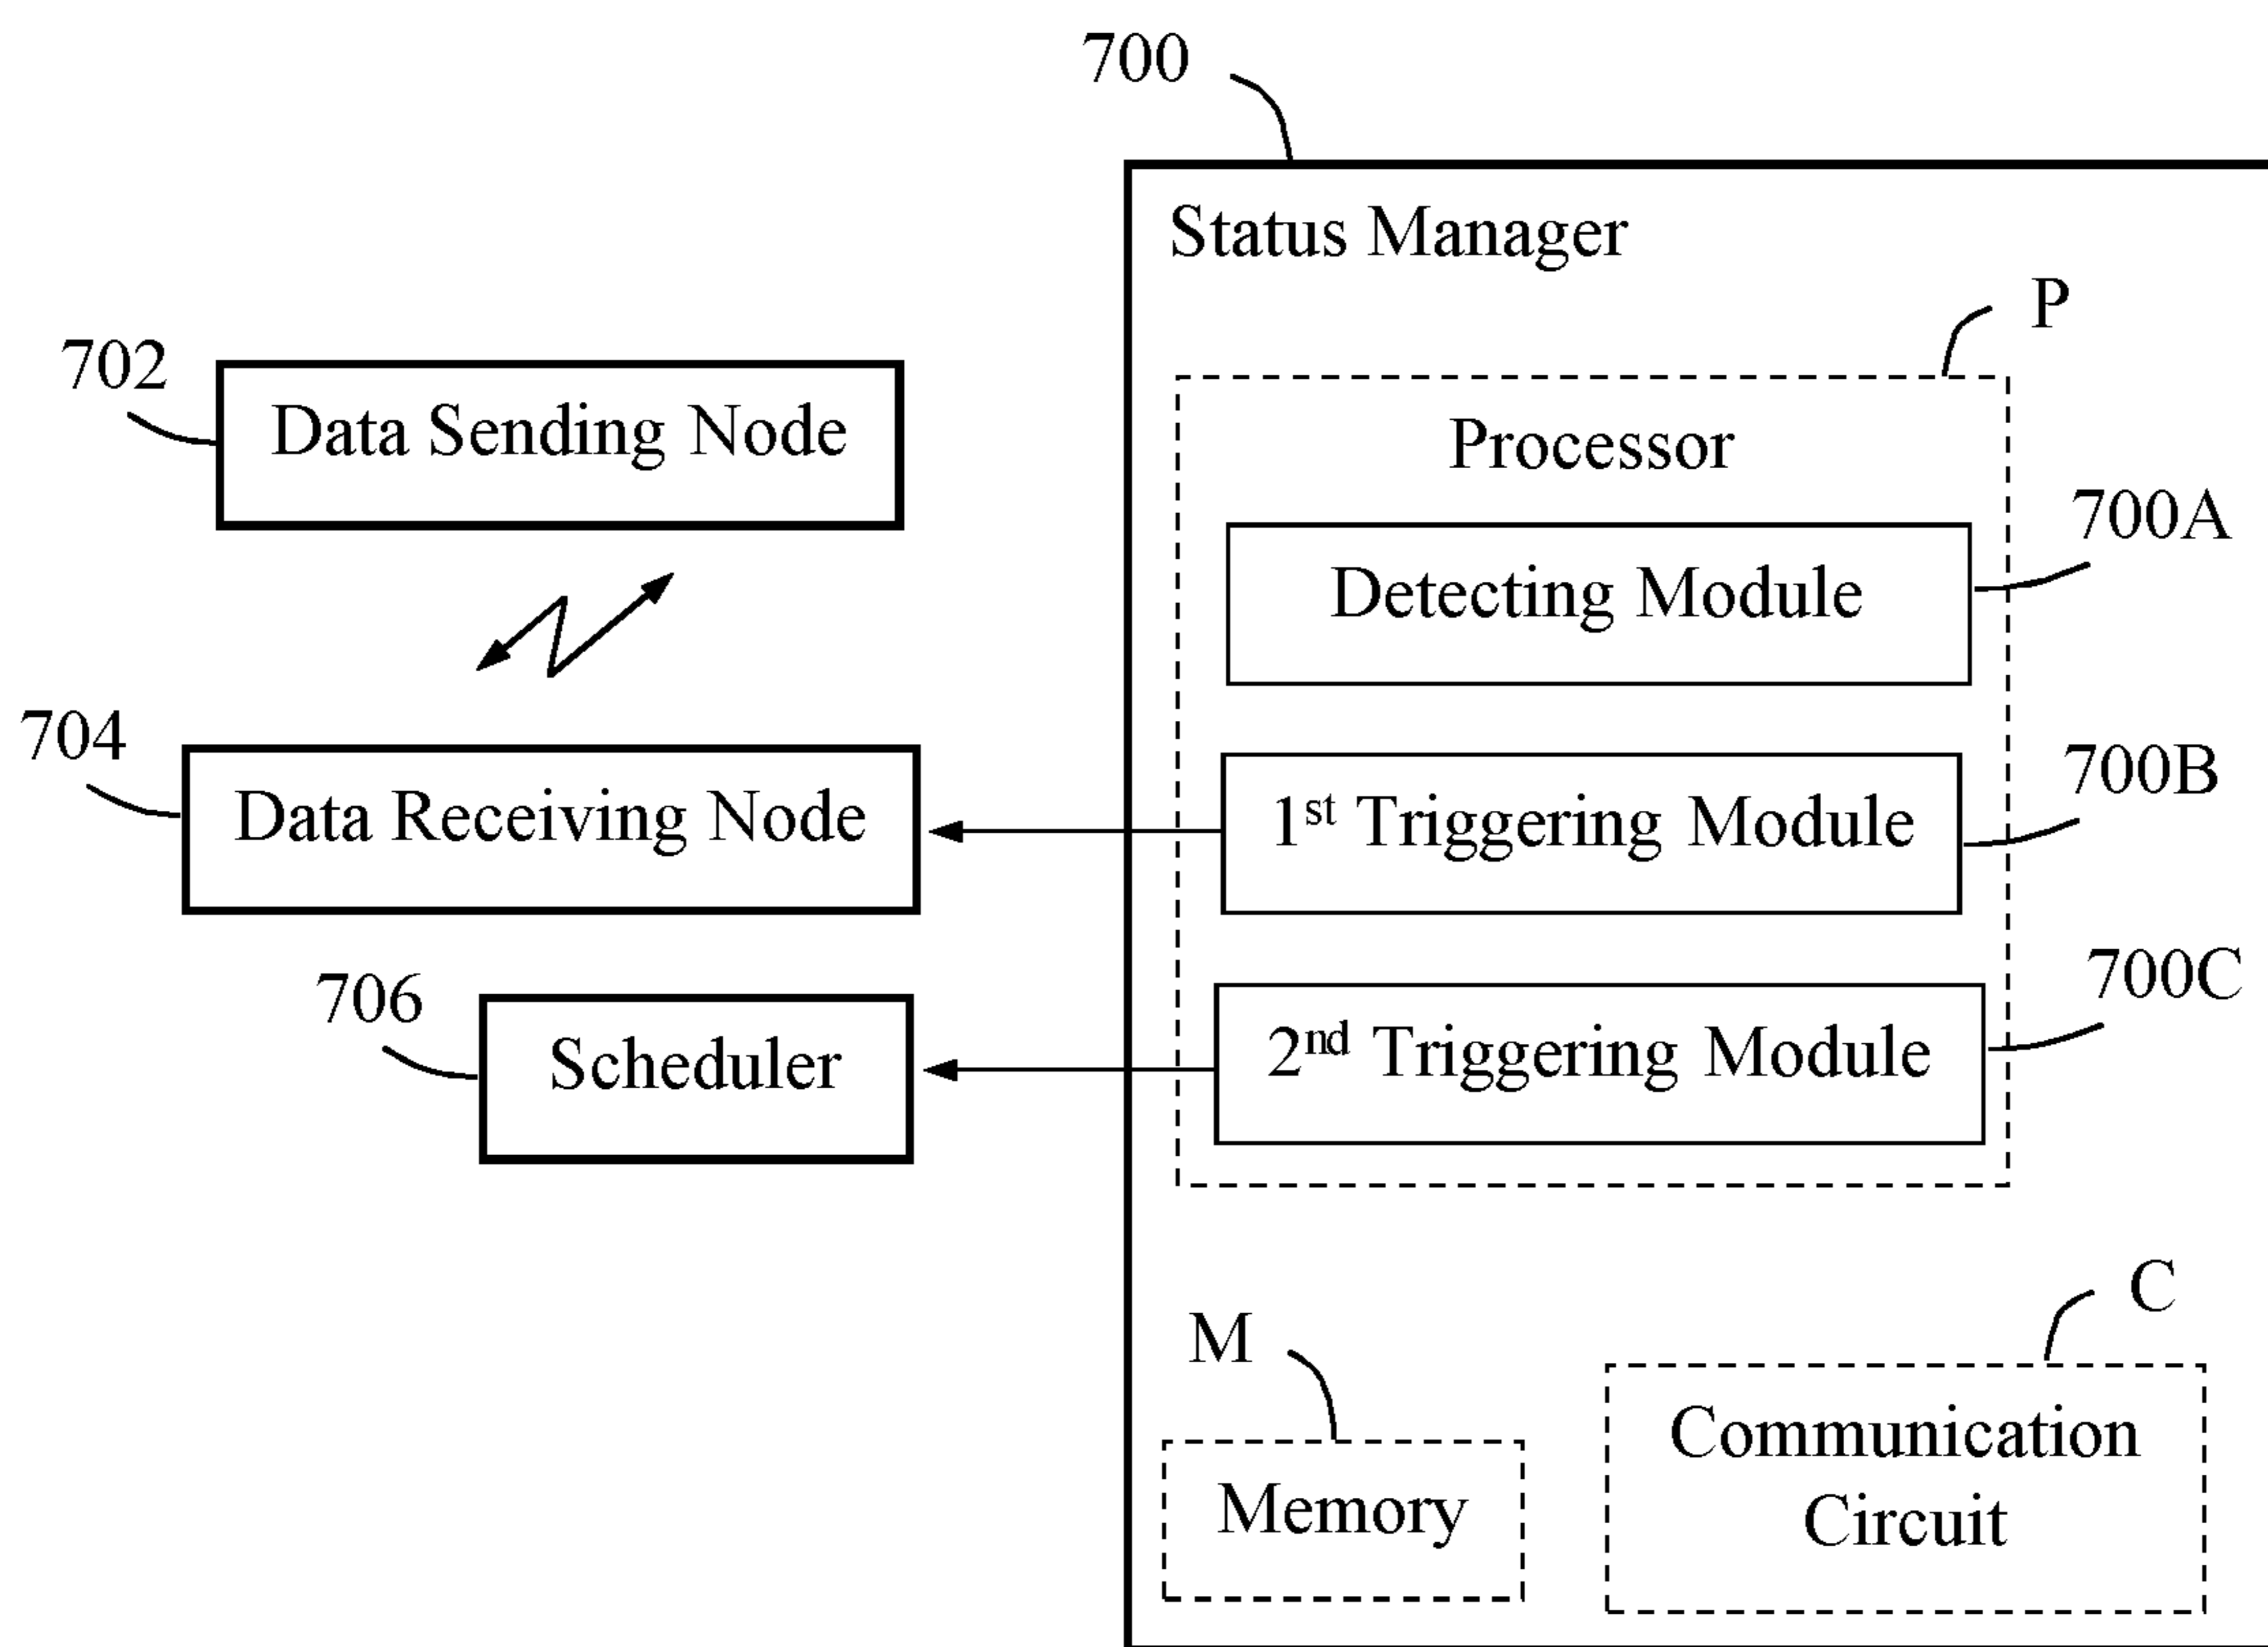 700
Status Manager
P
702
Data Sending Node
Processor
700A
Detecting Module
704
Data Receiving Node
1st Triggering Module
700B
706
Scheduler
2nd Triggering Module
700C
M
C
Memory
Communication
Circuit